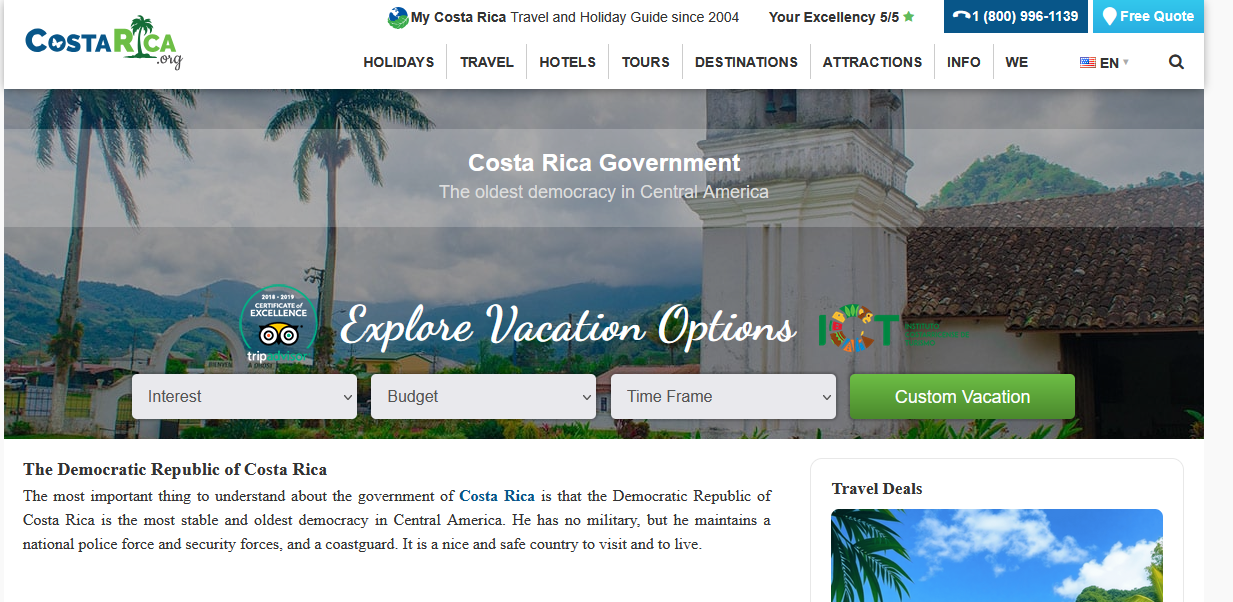 COSTARICA
.org
My Costa Rica Travel and Holiday Guide since 2004
Your Excellency 5/5
1 (800) 996-1139
Free Quote
HOLIDAYS
TRAVEL
HOTELS
TOURS
DESTINATIONS
ATTRACTIONS
INFO
WE
EN
Costa Rica Government
The oldest democracy in Central America
2018 - 2019
CERTIFICATE of
EXCELLENCE
tripadvisor
Explore Vacation Options
ICT
INSTITUTO
Interest
Budget
Time Frame
Custom Vacation
The Democratic Republic of Costa Rica
The most important thing to understand about the government of Costa Rica is that the Democratic Republic of
Costa Rica is the most stable and oldest democracy in Central America. He has no military, but he maintains a
national police force and security forces, and a coastguard. It is a nice and safe country to visit and to live.
Travel Deals